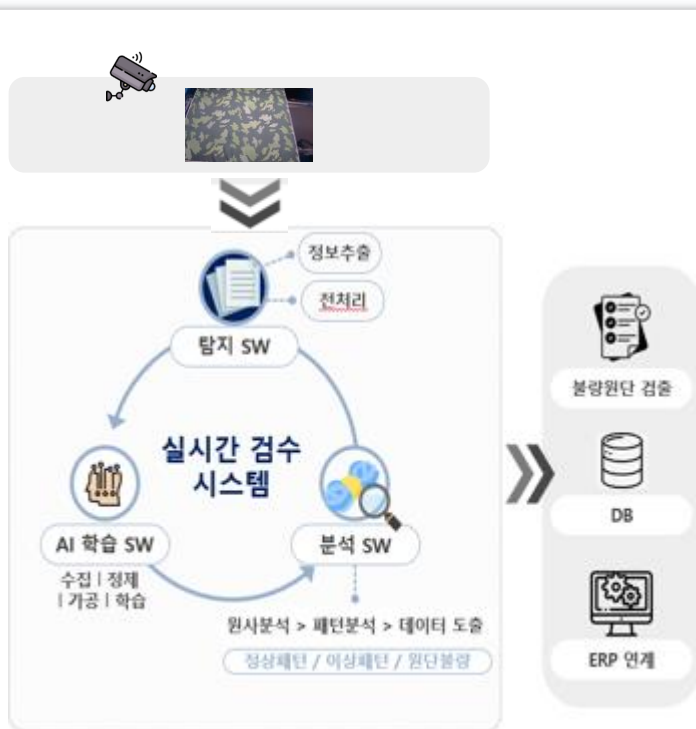 정보추출
전처리
탐지 SW
실시간 검수
시스템
AI 학습 SW
수집 | 정제
| 가공 | 학습
분석 SW
원사분석 > 패턴분석 > 데이터 도출
정상패턴 / 이상패턴 / 원단불량
불량원단 검출
DB
ERP 연계